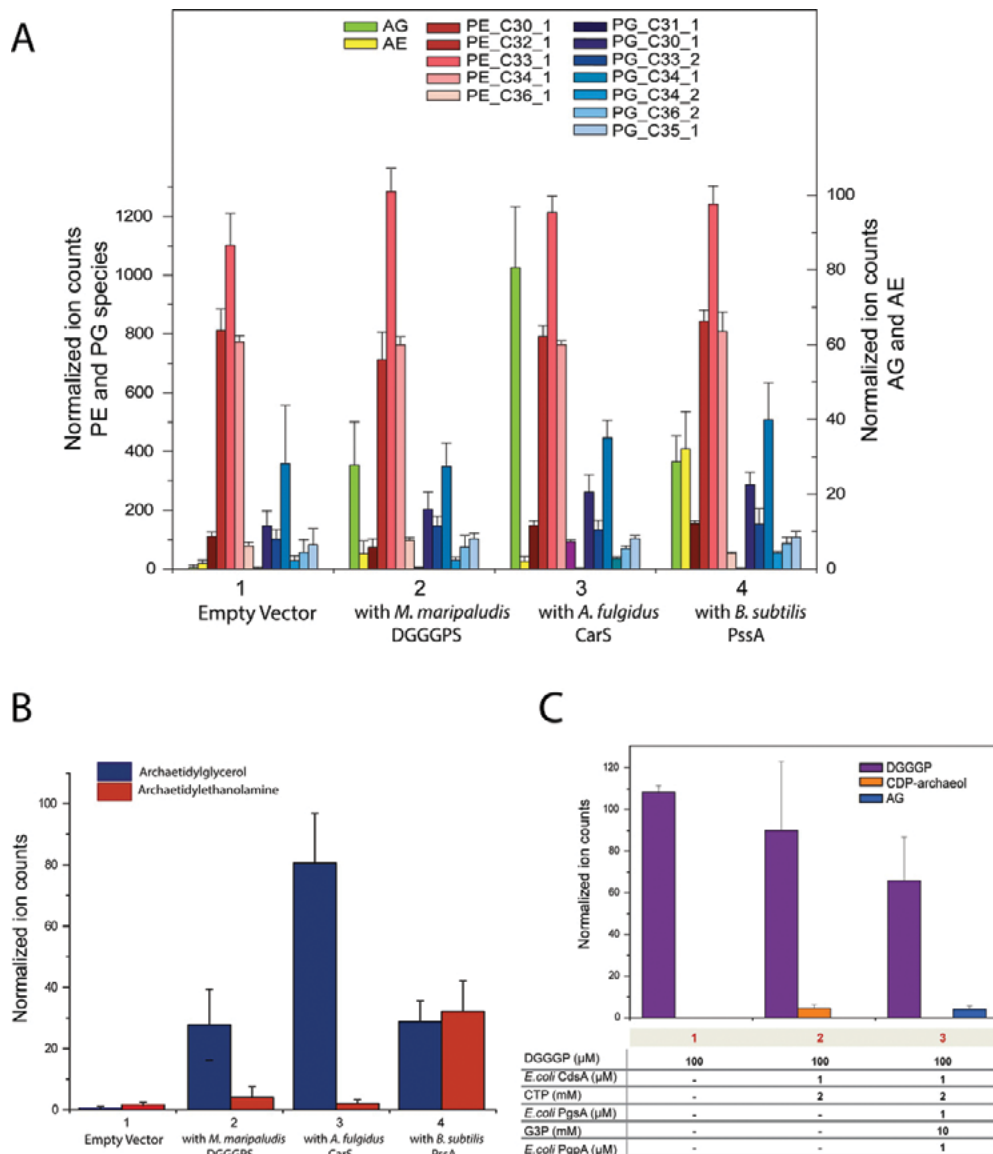 A
AG
AE
PE_C30_1
PE_C32_1
PE_C33_1
PE_C34_1
PE_C36_1
PG_C31_1
PG_C30_1
PG_C33_2
PG_C34_1
PG_C34_2
PG_C36_2
PG_C35_1
Normalized ion counts
PE and PG species
1200
1000
800
600
400
200
0
100
80
60
40
20
0
Normalized ion counts
AG and AE
1
2
3
4
Empty Vector
with M. maripaludis
DGGGPS
with A. fulgidus
CarS
with B. subtilis
PssA
B
Archaetidylglycerol
Archaetidylethanolamine
Normalized ion counts
100
80
60
40
20
0
1
2
3
4
Empty Vector
with M. maripaludis
DGGGPS
with A. fulgidus
CarS
with B. subtilis
PssA
C
DGGGP
CDP-archaeol
AG
Normalized ion counts
120
100
80
60
40
20
0
1 2 3
DGGGP (µM) 100 100 100
E.coli CdsA (µM) - 1 1
CTP (mM) - 2 2
E.coli PgsA (µM) - - 1
G3P (mM) - - 10
E.coli PgpA (µM) - - 1